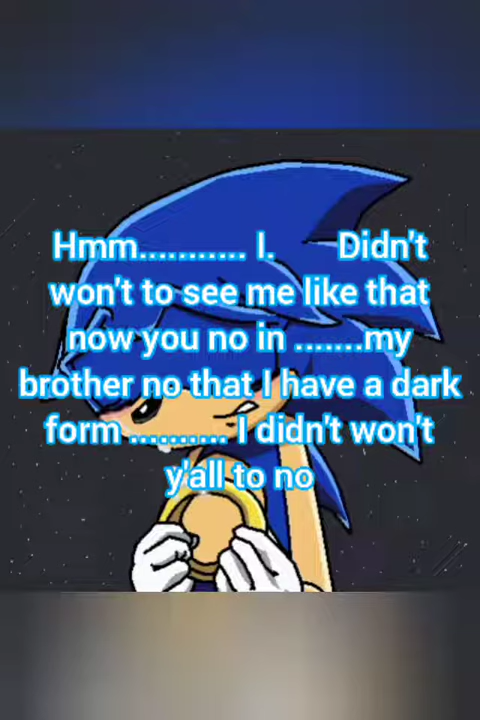 Hmm........... I.        Didn't
won't to see me like that
now you no in .......my
brother no that I have a dark
form .......... I didn't won't
y'all to no